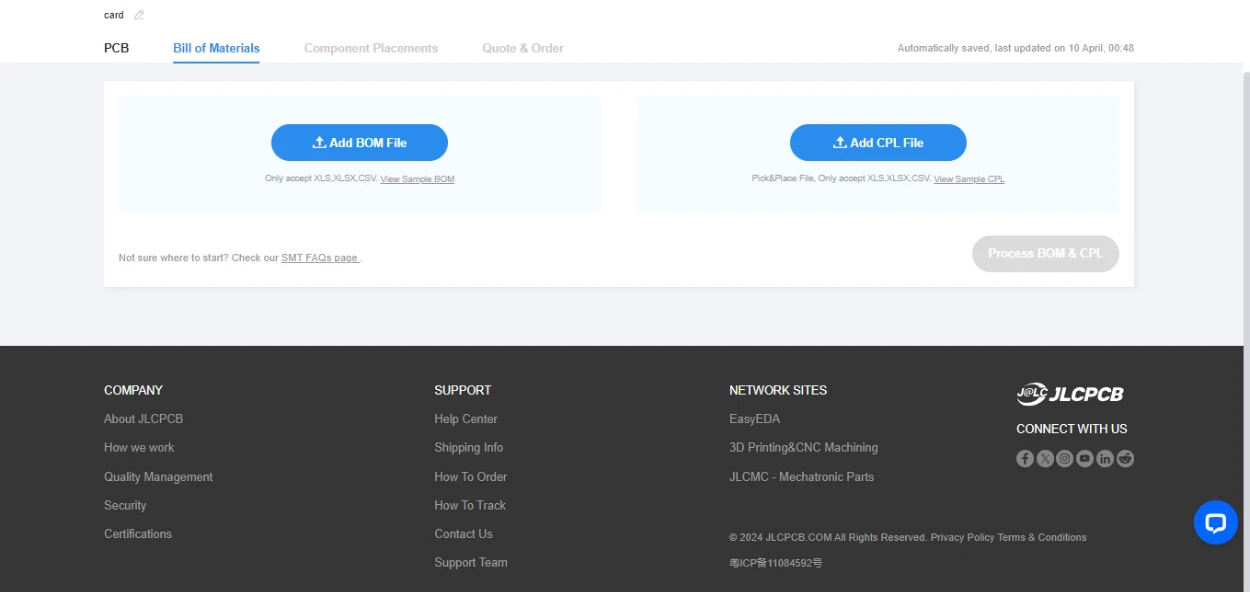 card
PCB Bill of Materials Component Placements Quote & Order Automatically saved, last updated on 10 April, 00:48
Add BOM File
Only accept XLS,XLSX,CSV. View Sample BOM
Add CPL File
Pick&Place File, Only accept XLS,XLSX,CSV. View Sample CPL
Not sure where to start? Check our SMT FAQs page .
Process BOM & CPL
COMPANY
About JLCPCB
How we work
Quality Management
Security
Certifications
SUPPORT
Help Center
Shipping Info
How To Order
How To Track
Contact Us
Support Team
NETWORK SITES
EasyEDA
3D Printing&CNC Machining
JLCMC - Mechatronic Parts
J@LC JLCPCB
CONNECT WITH US
© 2024 JLCPCB.COM All Rights Reserved. Privacy Policy Terms & Conditions
粤ICP备11084592号